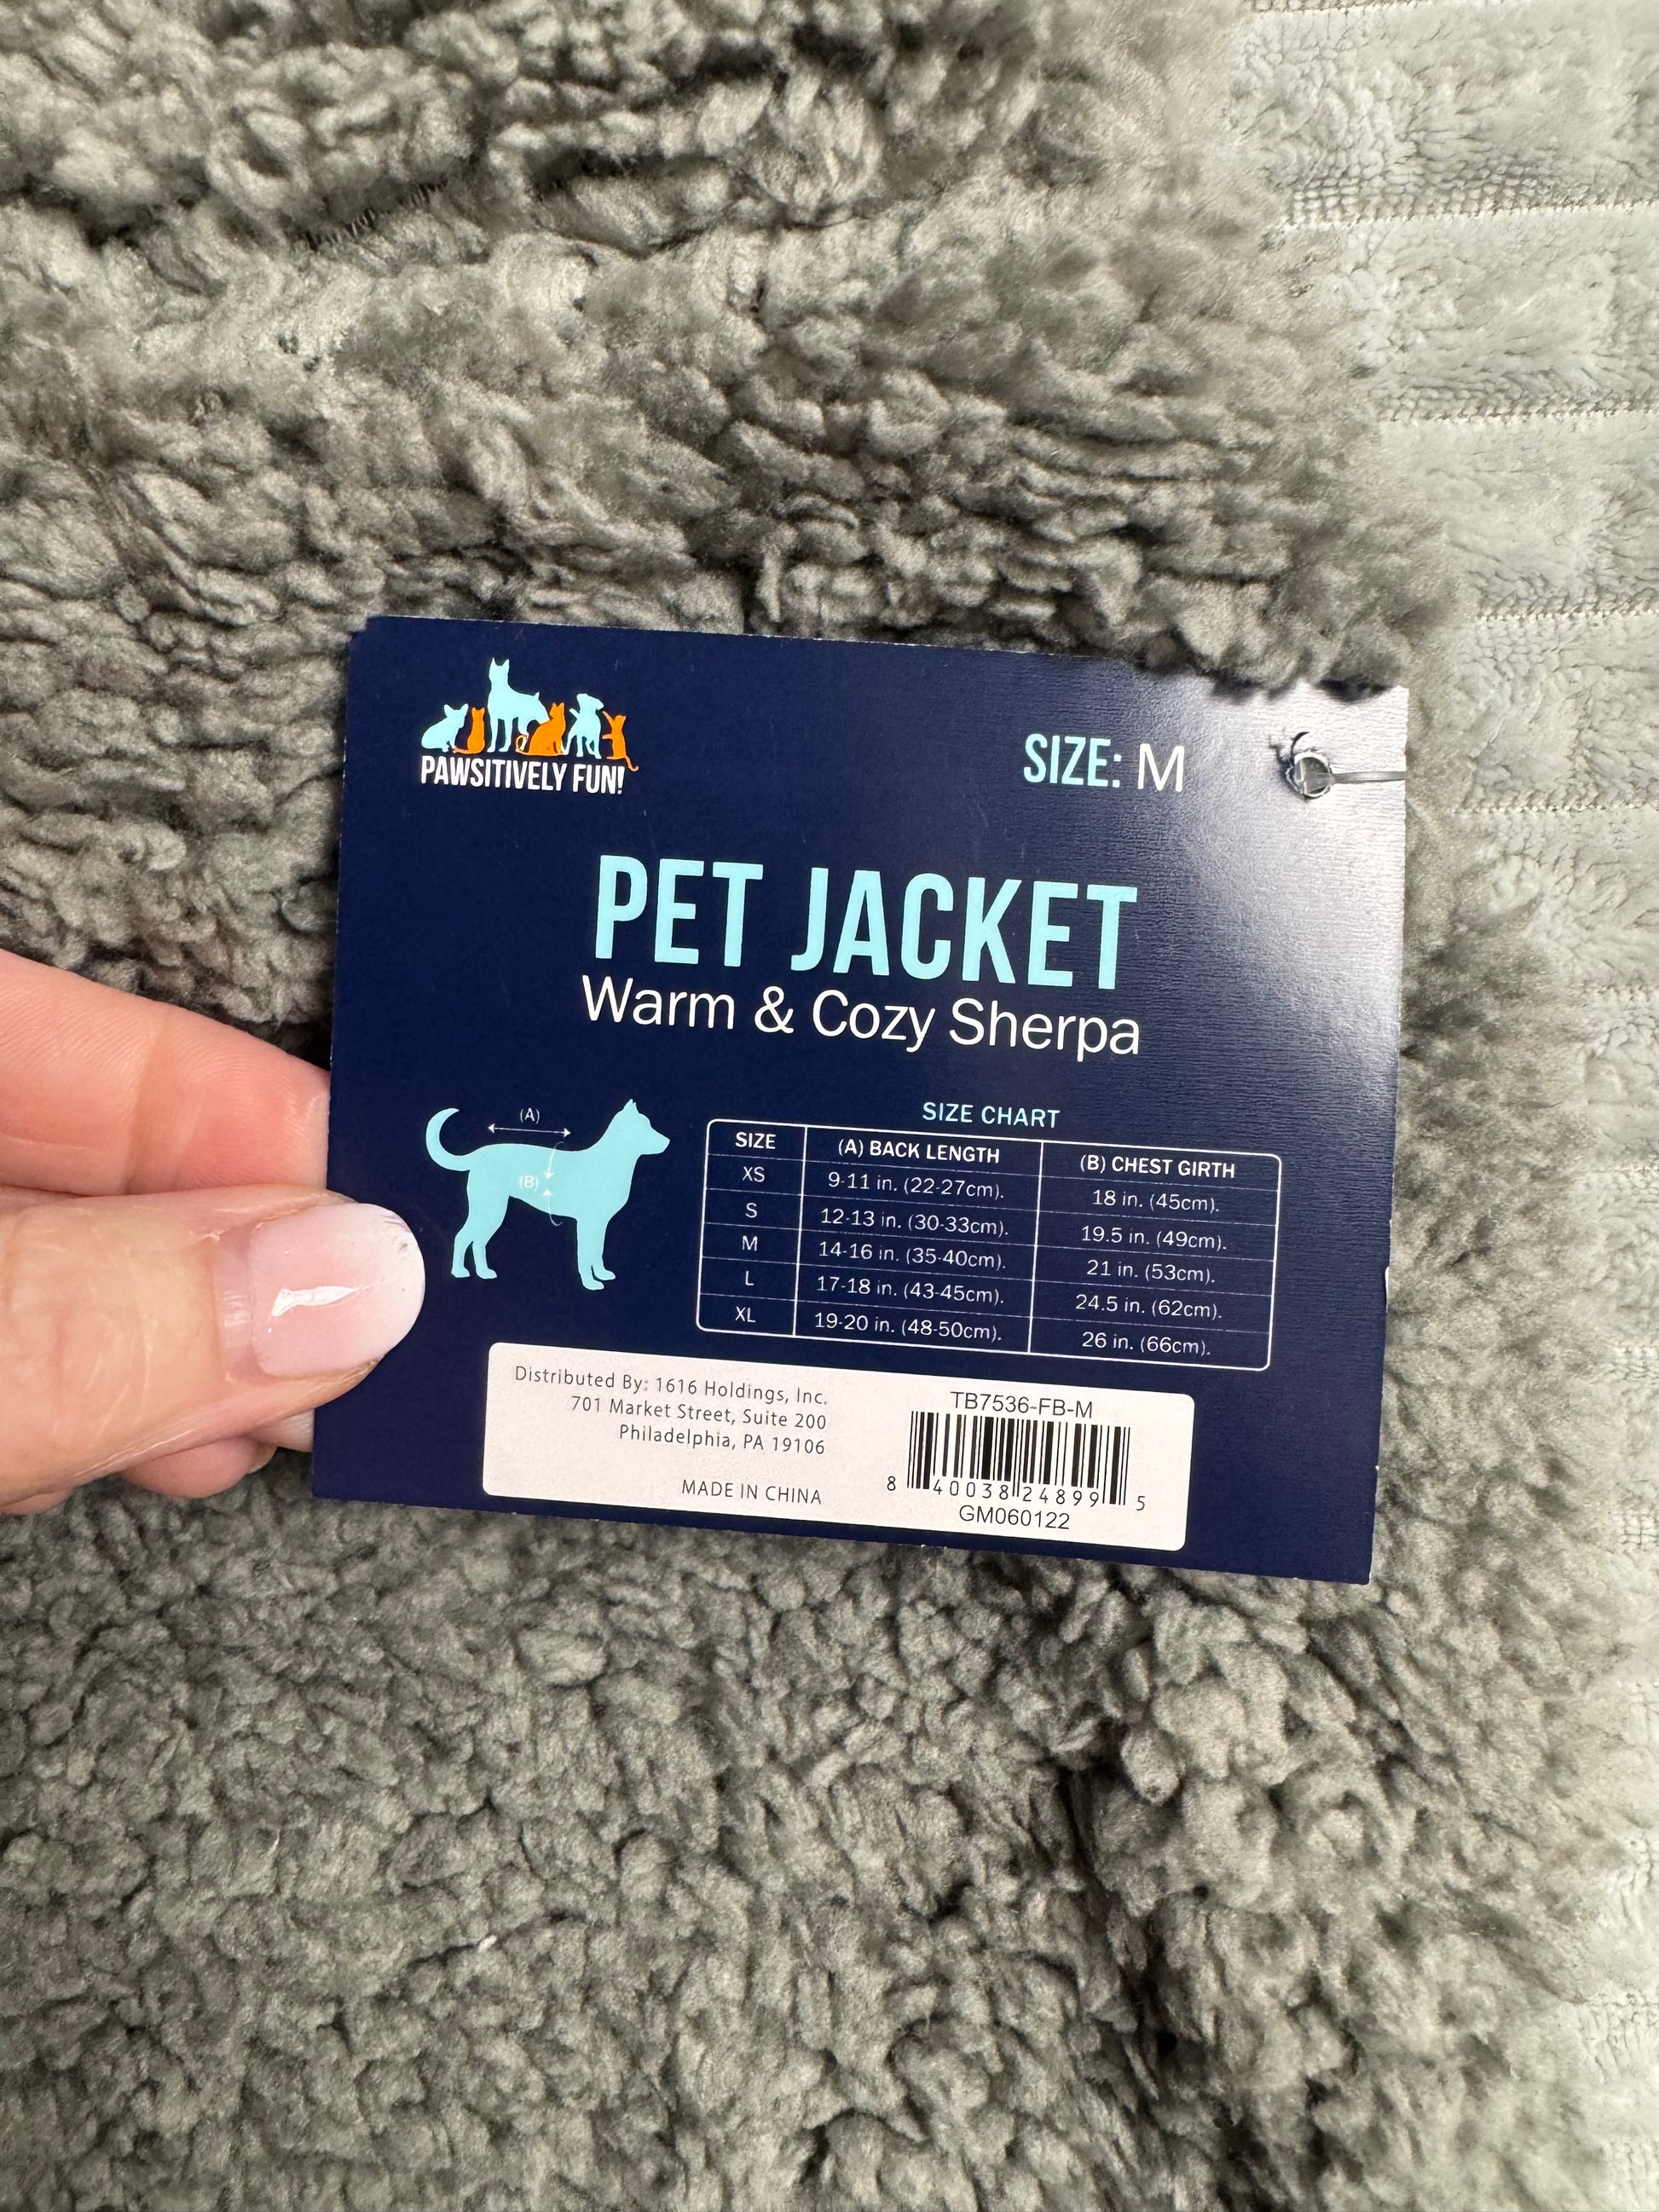 PAWSITIVELY FUN!
SIZE: M
PET JACKET
Warm & Cozy Sherpa
(A)
(B)
SIZE CHART
SIZE (A) BACK LENGTH (B) CHEST GIRTH
XS 9-11 in. (22-27cm). 18 in. (45cm).
S 12-13 in. (30-33cm). 19.5 in. (49cm).
M 14-16 in. (35-40cm). 21 in. (53cm).
L 17-18 in. (43-45cm). 24.5 in. (62cm).
XL 19-20 in. (48-50cm). 26 in. (66cm).
Distributed By: 1616 Holdings, Inc.
701 Market Street, Suite 200
Philadelphia, PA 19106
MADE IN CHINA
TB7536-FB-M
8 40038 24899 5
GM060122